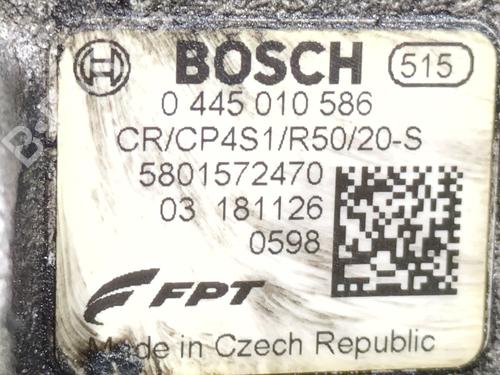 BOSCH 515
0 445 010 586
CR/CP4S1/R50/20-S
5801572470
03 181126
0598
FPT
Made in Czech Republic